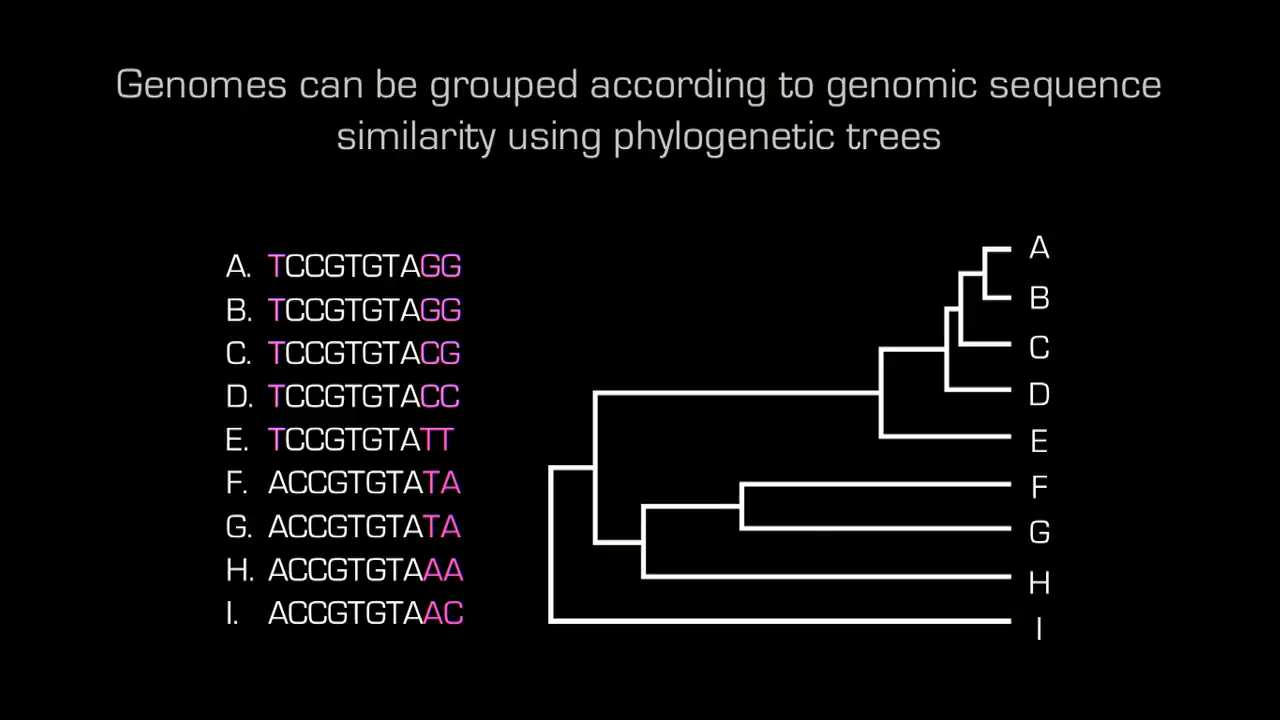 Genomes can be grouped according to genomic sequence
similarity using phylogenetic trees
A. TCCGTGTAGG
B. TCCGTGTAGG
C. TCCGTGTACG
D. TCCGTGTACC
E. TCCGTGTATT
F. ACCGTGTATA
G. ACCGTGTATA
H. ACCGTGTAAA
I. ACCGTGTAAC
A
B
C
D
E
F
G
H
I